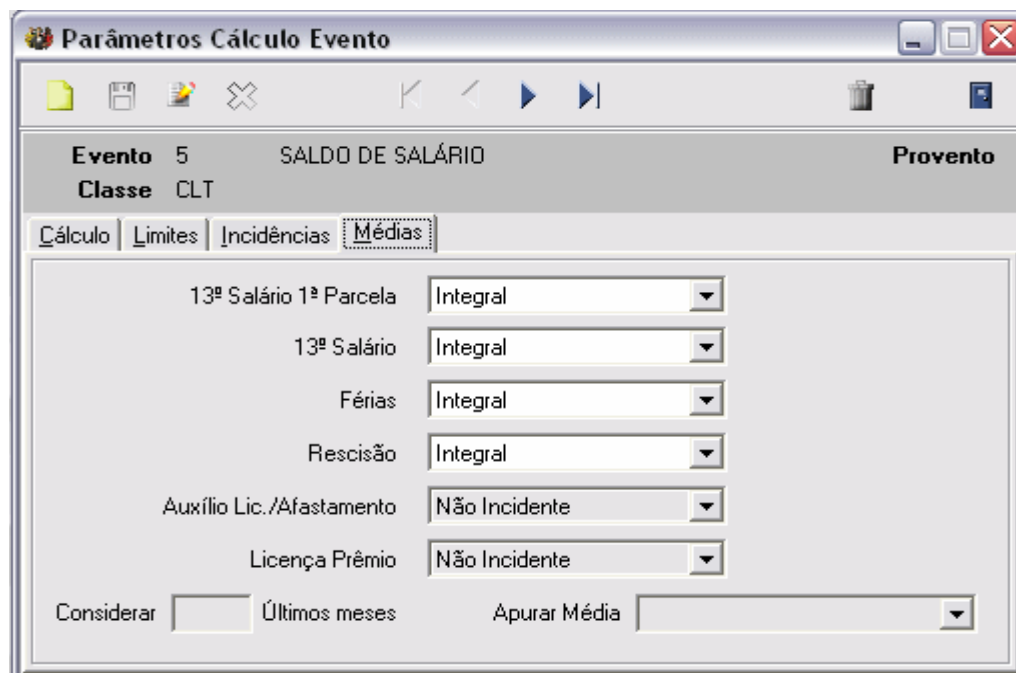 Parâmetros Cálculo Evento
Evento 5 SALDO DE SALÁRIO Provento
Classe CLT
Cálculo Limites Incidências Médias
13º Salário 1ª Parcela Integral
13º Salário Integral
Férias Integral
Rescisão Integral
Auxílio Lic./Afastamento Não Incidente
Licença Prêmio Não Incidente
Considerar Últimos meses Apurar Média